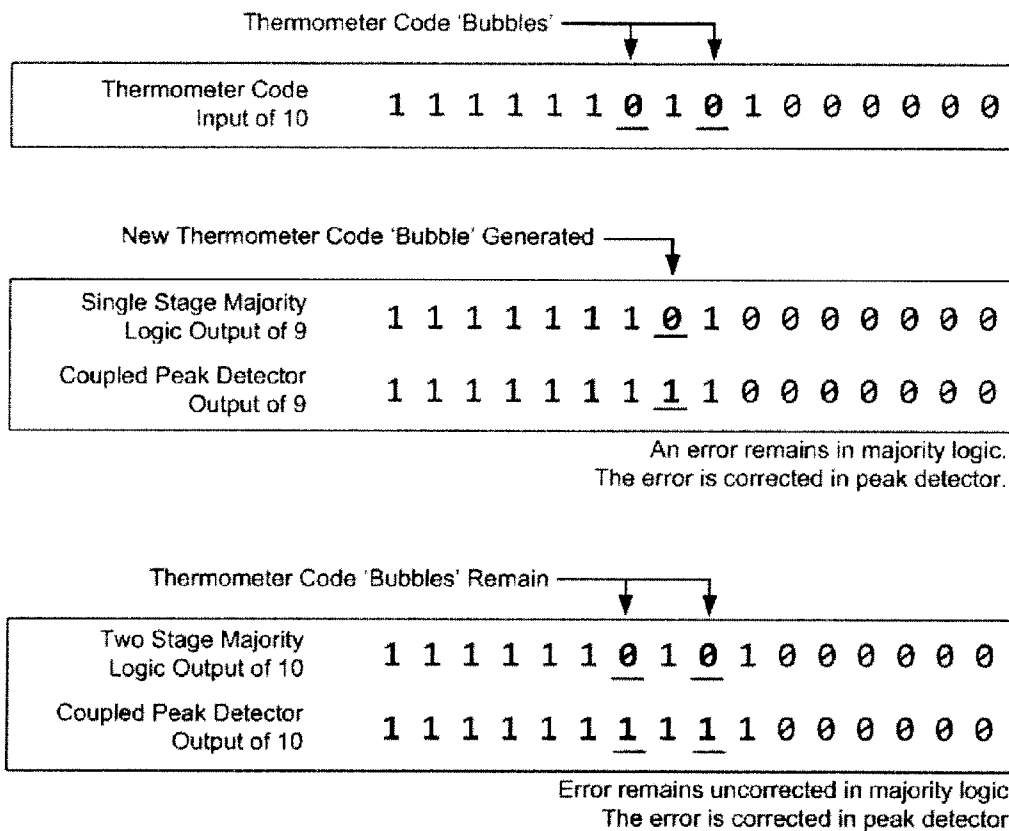 Thermometer Code 'Bubbles'
Thermometer Code
Input of 10
1 1 1 1 1 1 0 1 0 1 0 0 0 0 0 0
New Thermometer Code 'Bubble' Generated
Single Stage Majority
Logic Output of 9
1 1 1 1 1 1 1 0 1 0 0 0 0 0 0 0
Coupled Peak Detector
Output of 9
1 1 1 1 1 1 1 1 1 0 0 0 0 0 0 0
An error remains in majority logic.
The error is corrected in peak detector.
Thermometer Code 'Bubbles' Remain
Two Stage Majority
Logic Output of 10
1 1 1 1 1 1 0 1 0 1 0 0 0 0 0 0
Coupled Peak Detector
Output of 10
1 1 1 1 1 1 1 1 1 1 0 0 0 0 0 0
Error remains uncorrected in majority logic
The error is corrected in peak detector